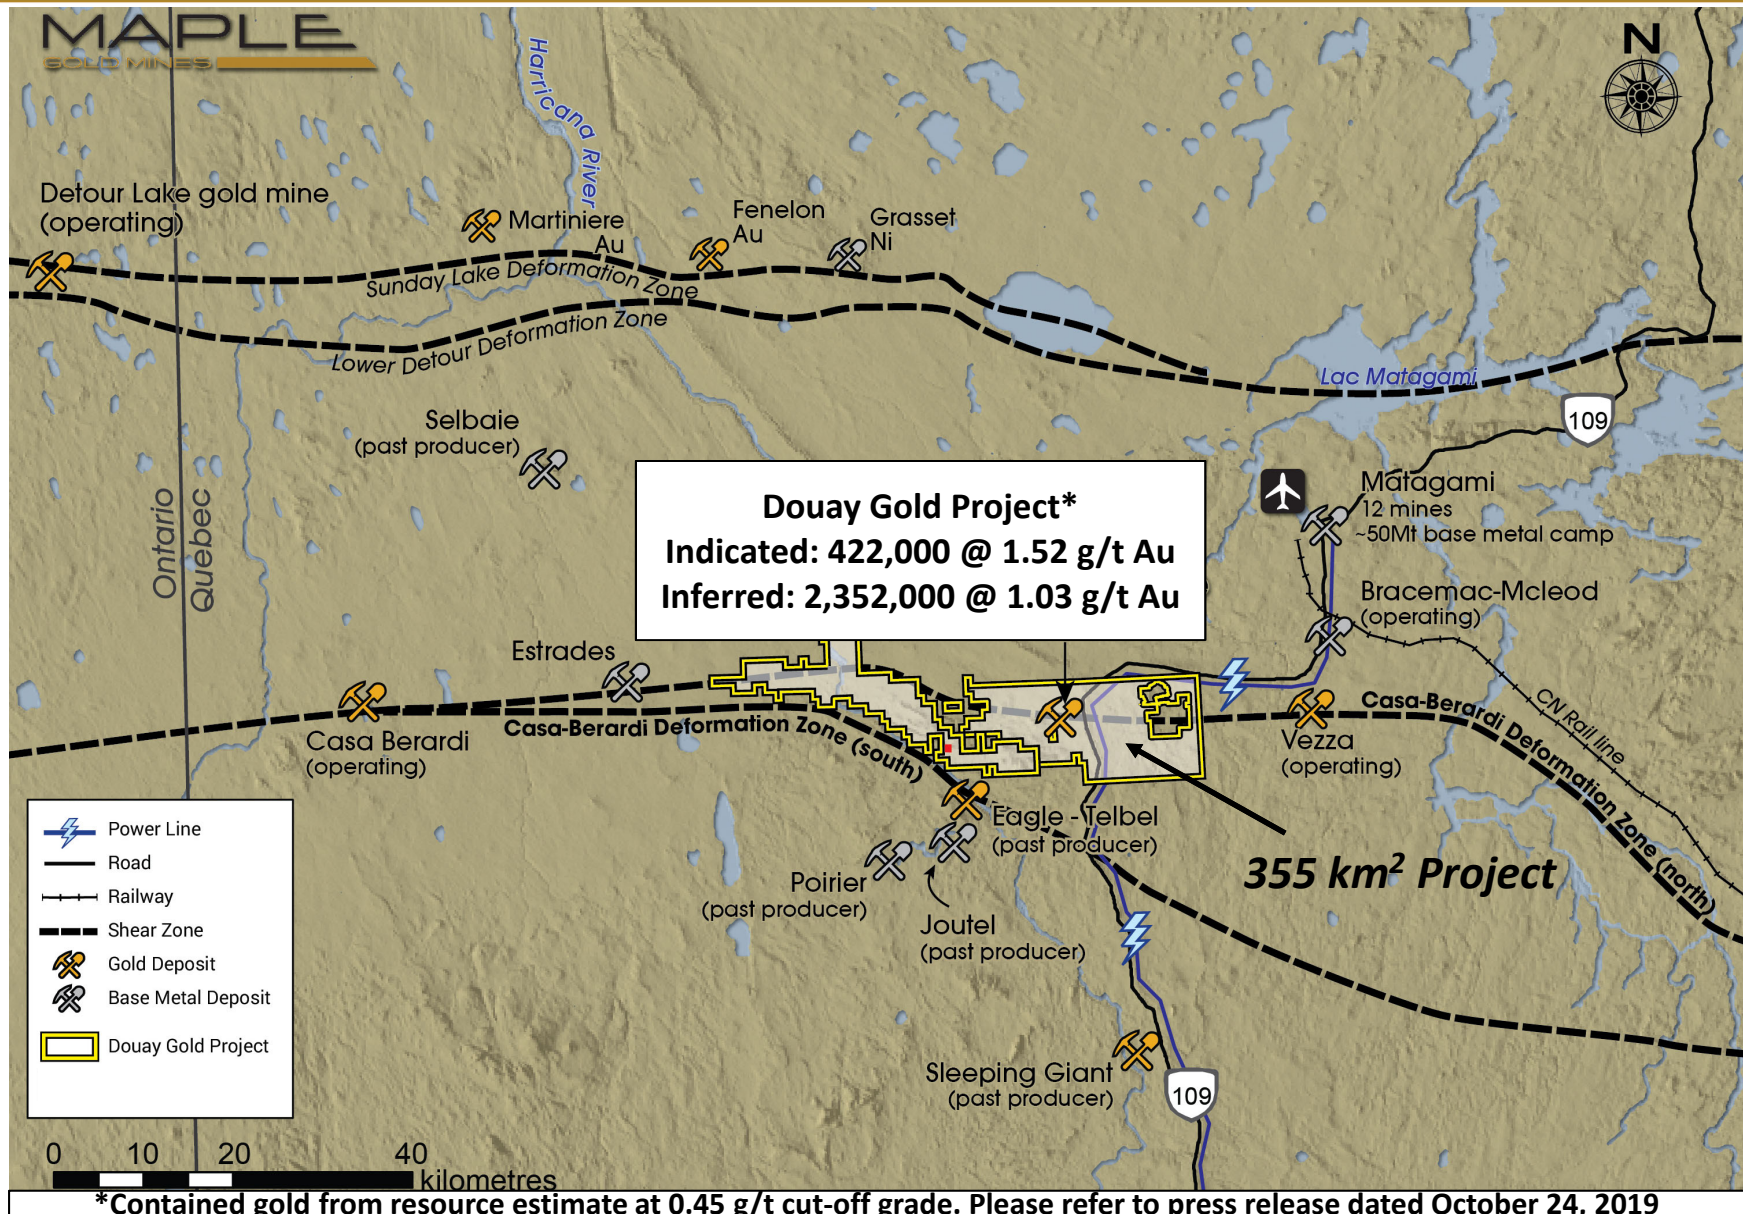 MAPLE
GOLD MINES
N
Harricana River
Detour Lake gold mine
(operating)
Martiniere
Au
Fenelon
Au
Grasset
Ni
Sunday Lake Deformation Zone
Lower Detour Deformation Zone
Lac Matagami
109
Selbaie
(past producer)
Ontario
Quebec
Douay Gold Project*
Indicated: 422,000 @ 1.52 g/t Au
Inferred: 2,352,000 @ 1.03 g/t Au
Matagami
12 mines
~50Mt base metal camp
Bracemac-Mcleod
(operating)
Estrades
CN Rail line
Casa Berardi
(operating)
Casa-Berardi Deformation Zone (south)
Casa-Berardi Deformation Zone (north)
Vezza
(operating)
Eagle - Telbel
(past producer)
355 km² Project
Poirier
(past producer)
Joutel
(past producer)
Sleeping Giant
(past producer)
109
Power Line
Road
Railway
Shear Zone
Gold Deposit
Base Metal Deposit
Douay Gold Project
0 10 20 40
kilometres
*Contained gold from resource estimate at 0.45 g/t cut-off grade. Please refer to press release dated October 24, 2019